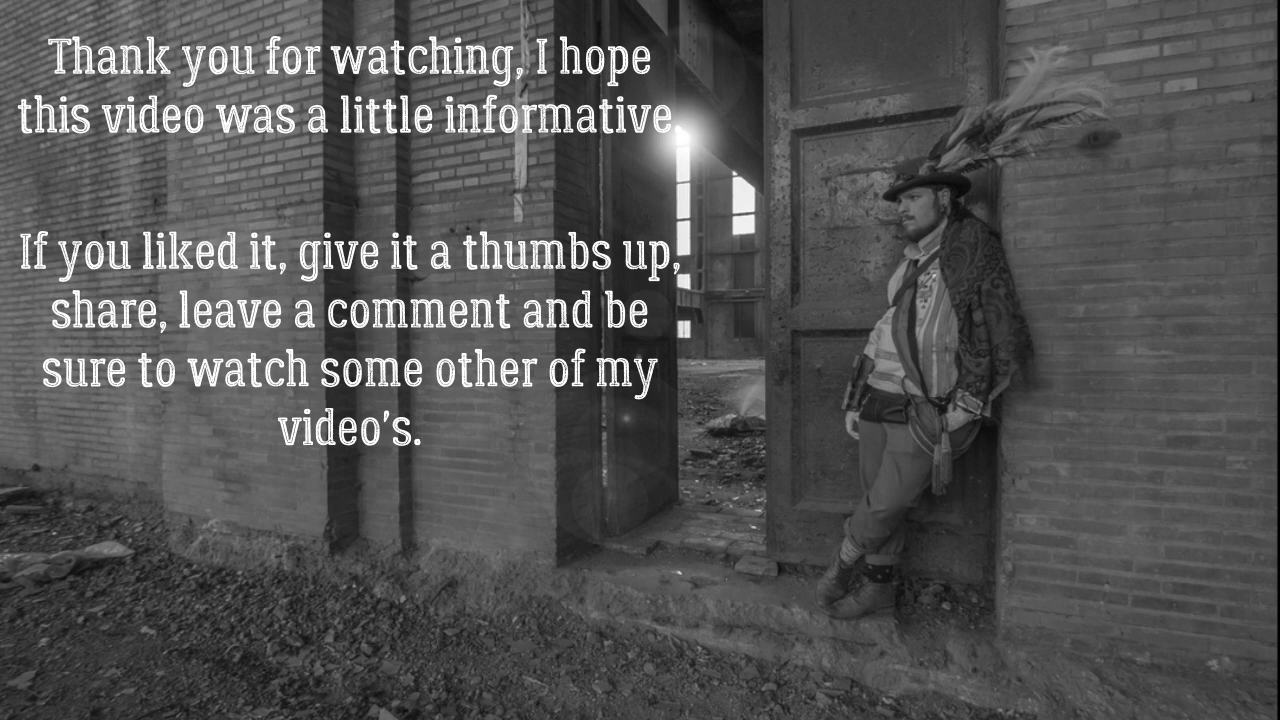 Thank you for watching, I hope
this video was a little informative.
If you liked it, give it a thumbs up,
share, leave a comment and be
sure to watch some other of my
video's.